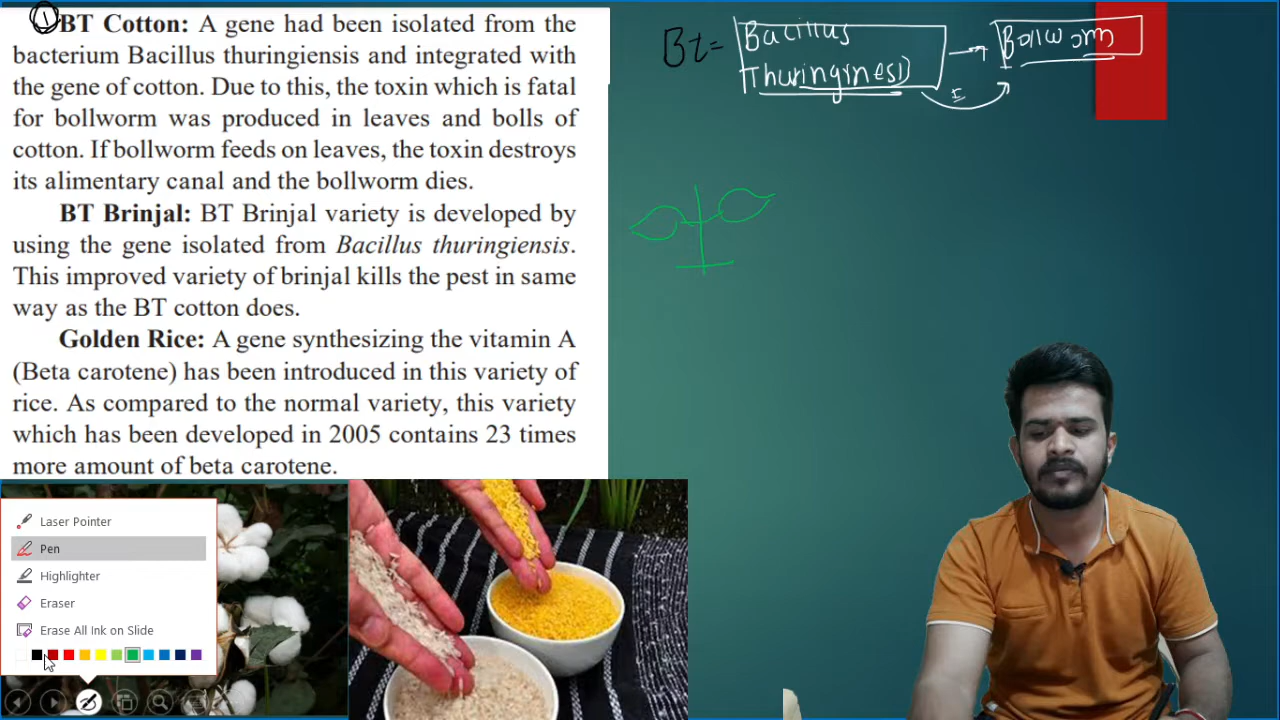 ① BT Cotton: A gene had been isolated from the
bacterium Bacillus thuringiensis and integrated with
the gene of cotton. Due to this, the toxin which is fatal
for bollworm was produced in leaves and bolls of
cotton. If bollworm feeds on leaves, the toxin destroys
its alimentary canal and the bollworm dies.
BT Brinjal: BT Brinjal variety is developed by
using the gene isolated from Bacillus thuringiensis.
This improved variety of brinjal kills the pest in same
way as the BT cotton does.
Golden Rice: A gene synthesizing the vitamin A
(Beta carotene) has been introduced in this variety of
rice. As compared to the normal variety, this variety
which has been developed in 2005 contains 23 times
more amount of beta carotene.
Bt = Bacillus
Bollworm
Laser Pointer
Pen
Highlighter
Eraser
Erase All Ink on Slide